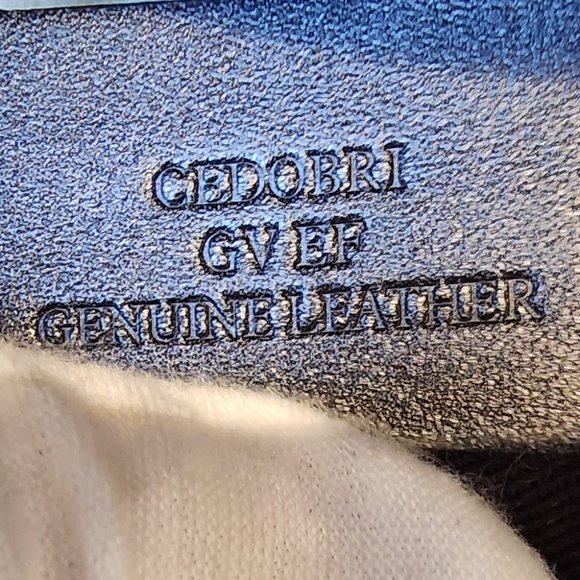 CEDOBRI
GV EF
GENUINE LEATHER